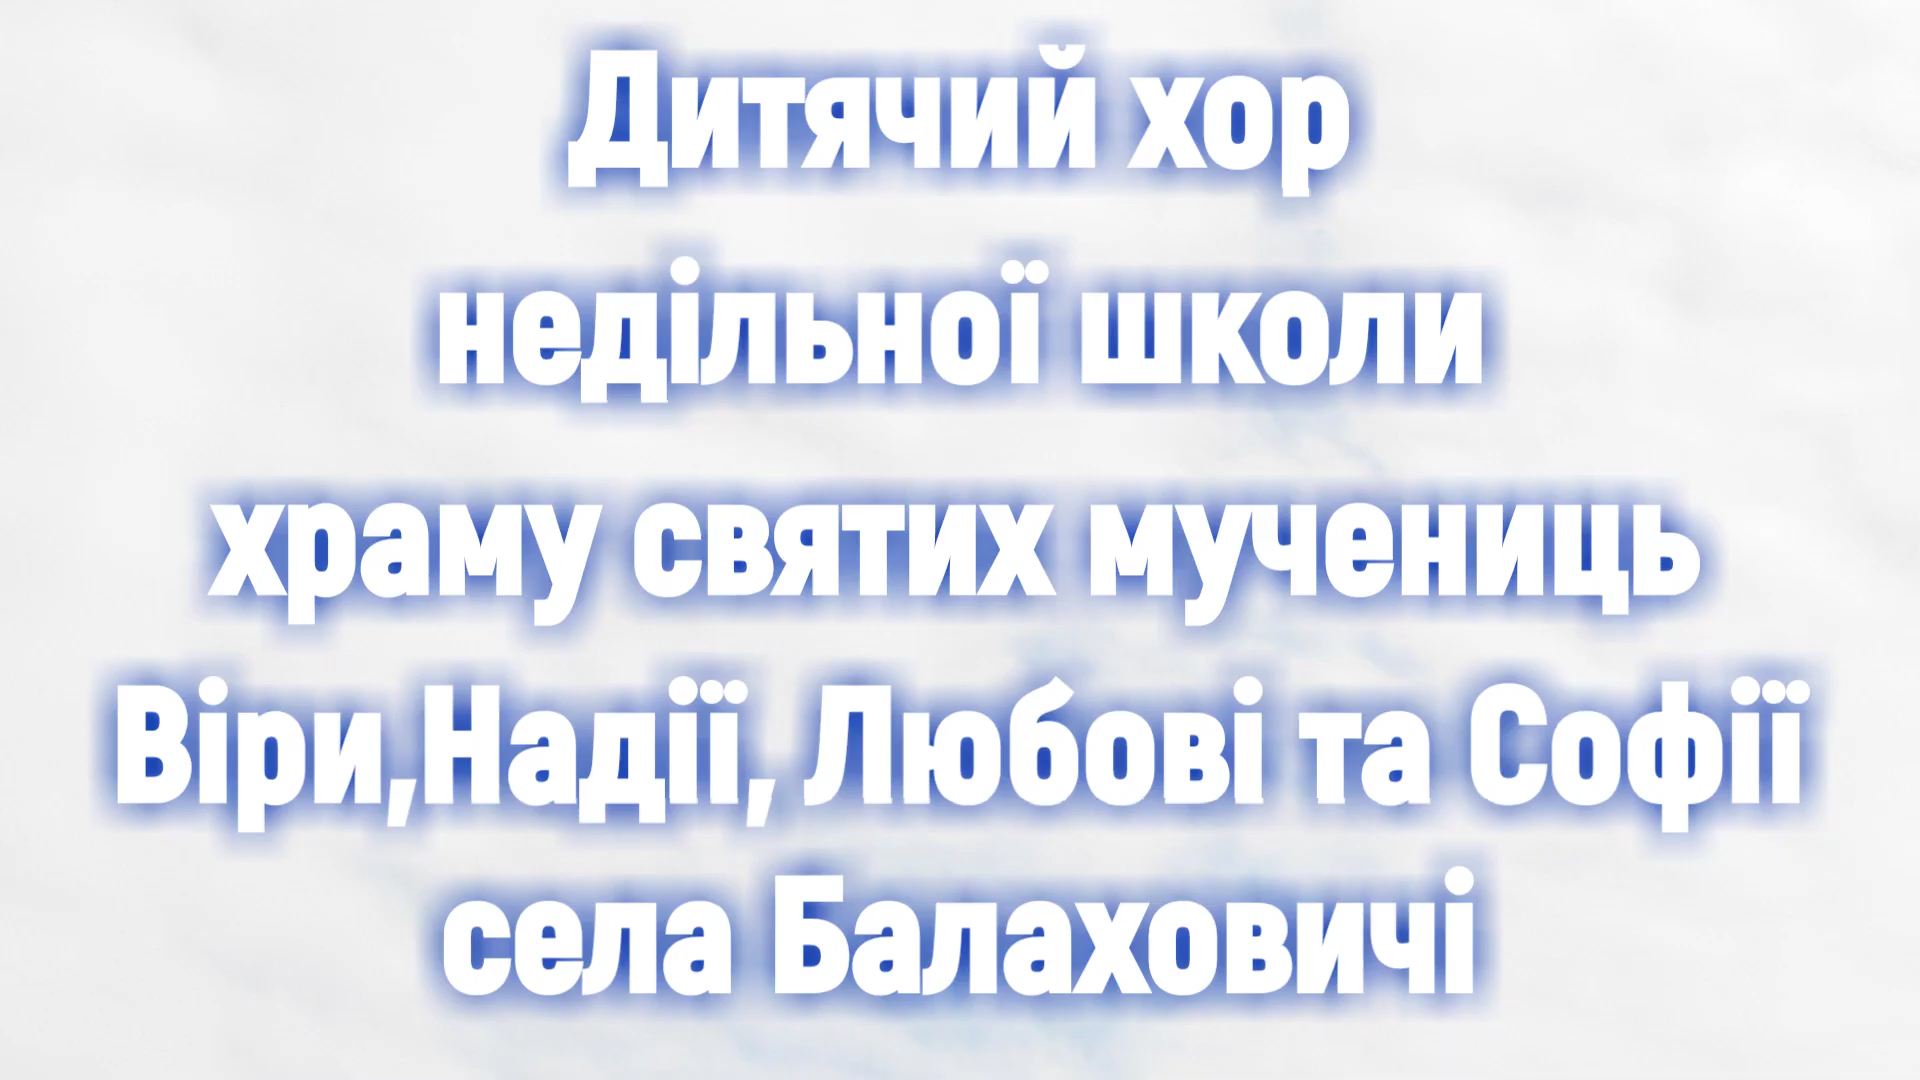 Дитячий хор
недільної школи
храму святих мучениць
Віри,Надії, Любові та Софії
села Балаховичі